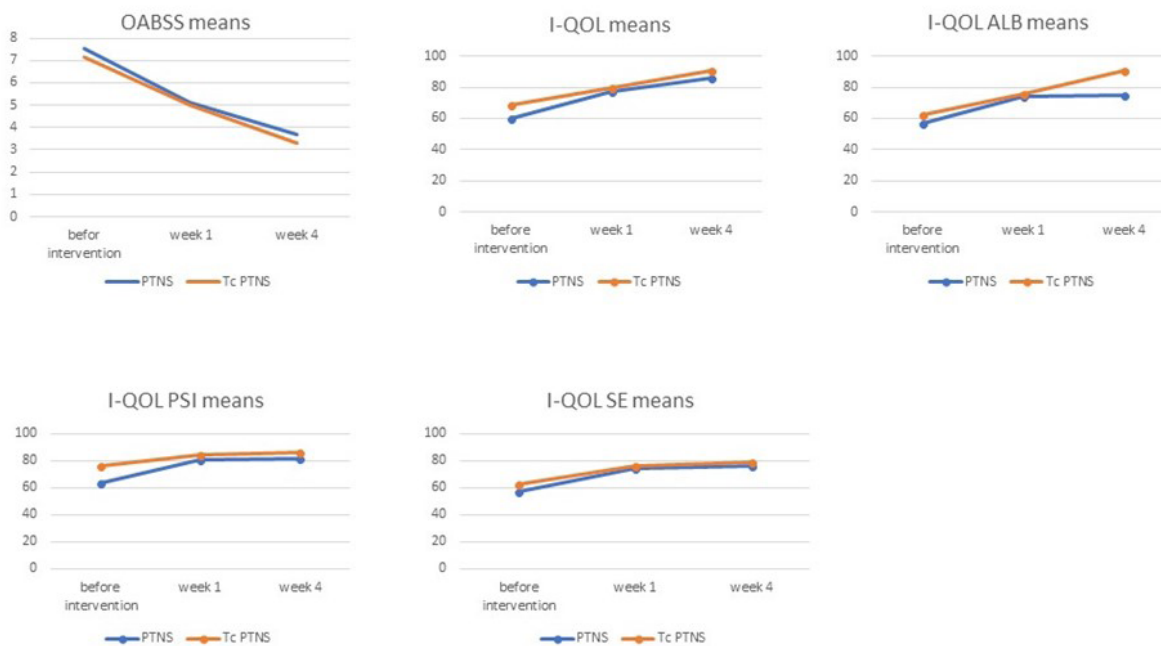 OABSS means
8
7
6
5
4
3
2
1
0
befor
intervention
week 1
week 4
PTNS
Tc PTNS
I-QOL means
100
80
60
40
20
0
before
intervention
week 1
week 4
PTNS
Tc PTNS
I-QOL ALB means
100
80
60
40
20
0
before
intervention
week 1
week 4
PTNS
Tc PTNS
I-QOL PSI means
100
80
60
40
20
0
before
intervention
week 1
week 4
PTNS
Tc PTNS
I-QOL SE means
100
80
60
40
20
0
before
intervention
week 1
week 4
PTNS
Tc PTNS